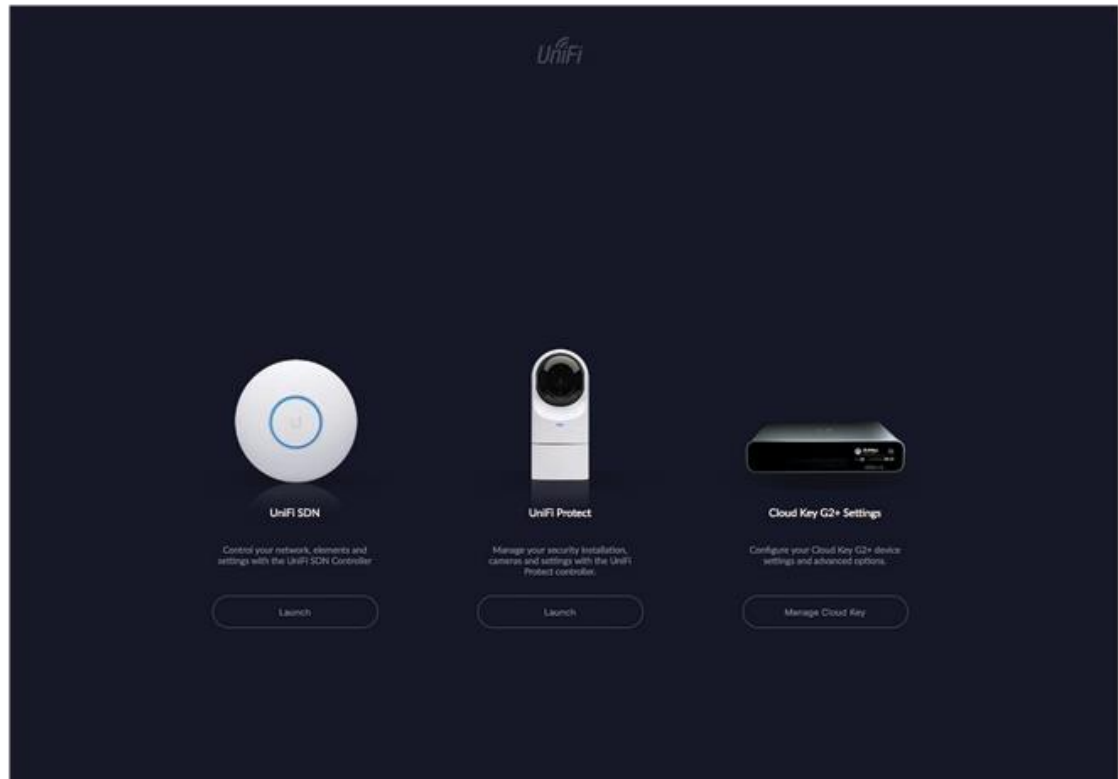 UniFi
UniFi SDN
Control your network, elements and
settings with the UniFi SDN Controller
Launch
UniFi Protect
Manage your security installation,
cameras and settings with the UniFi
Protect controller.
Launch
Cloud Key G2+ Settings
Configure your Cloud Key G2+ device
settings and advanced options.
Manage Cloud Key